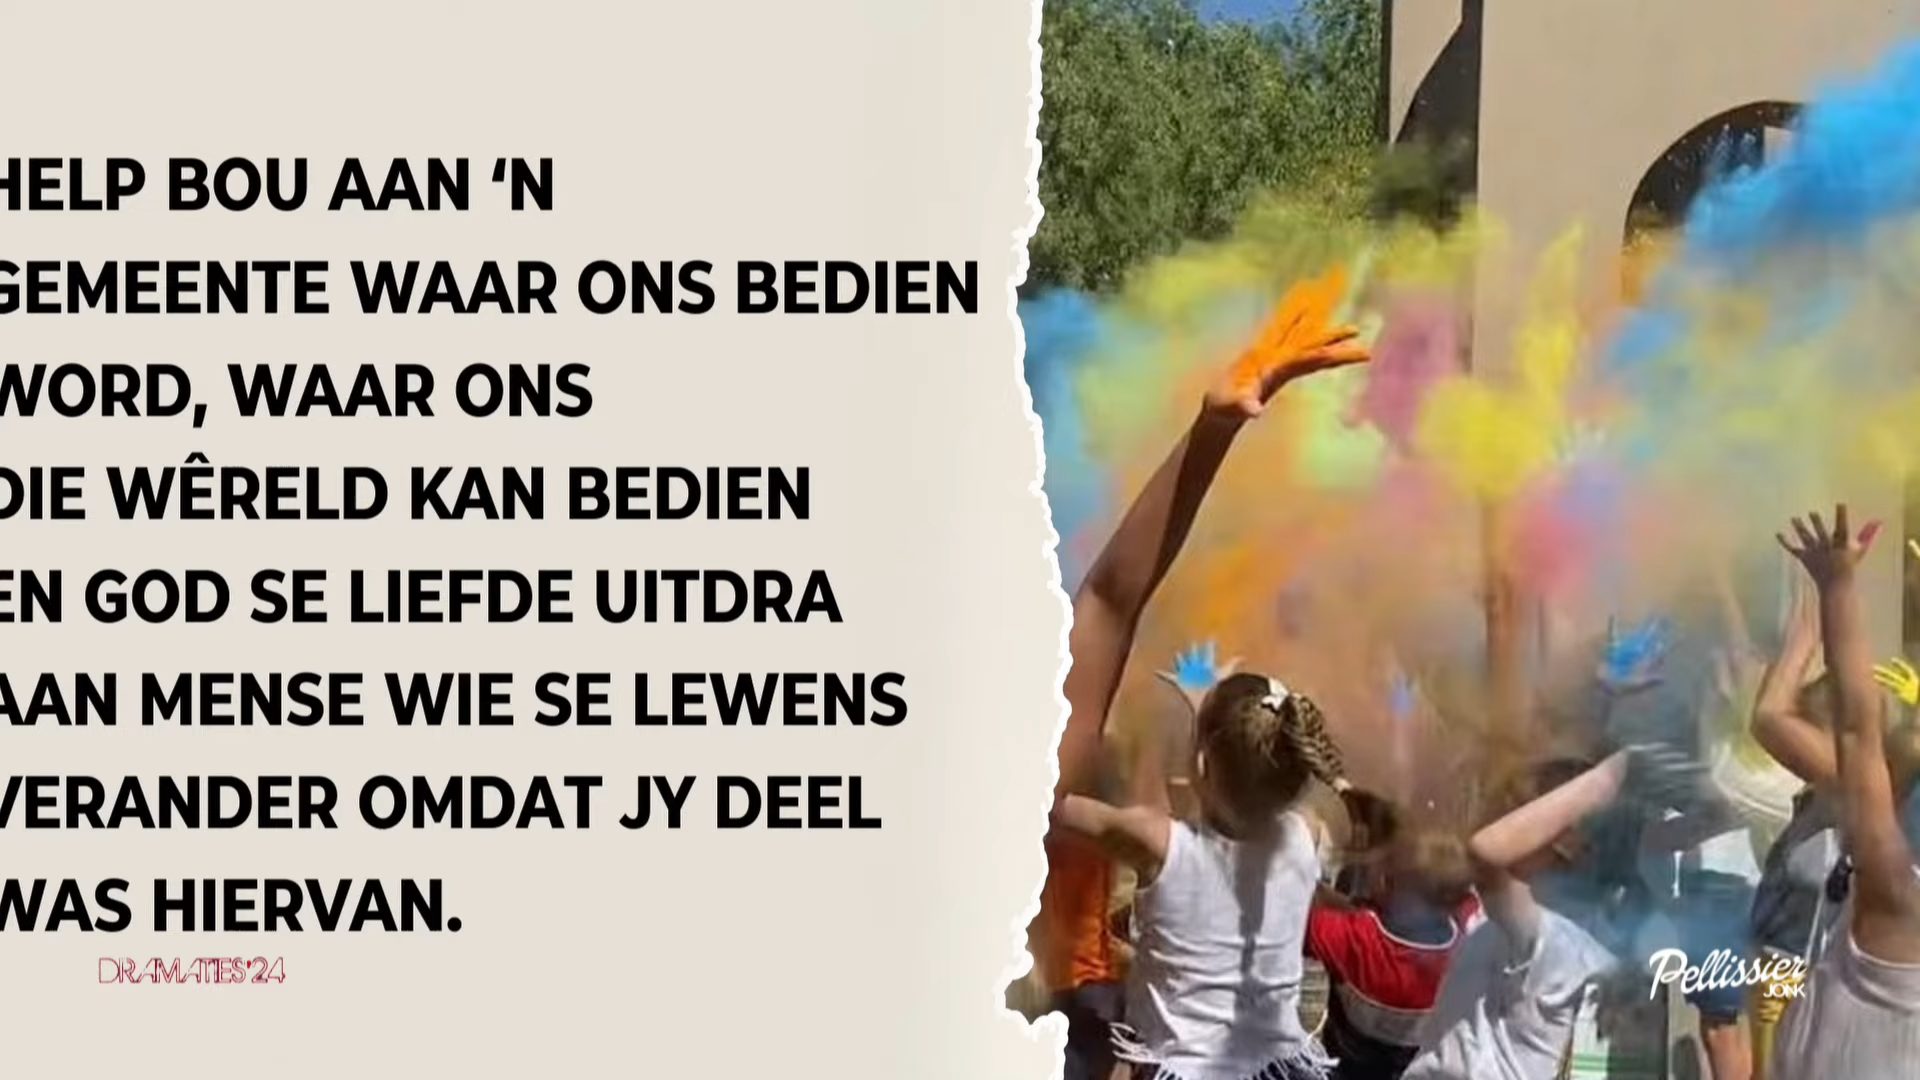 HELP BOU AAN ‘N
GEMEENTE WAAR ONS BEDIEN
WORD, WAAR ONS
DIE WÊRELD KAN BEDIEN
EN GOD SE LIEFDE UITDRA
AAN MENSE WIE SE LEWENS
VERANDER OMDAT JY DEEL
WAS HIERVAN.
DRAMATIES'24
Pellissier
JONK